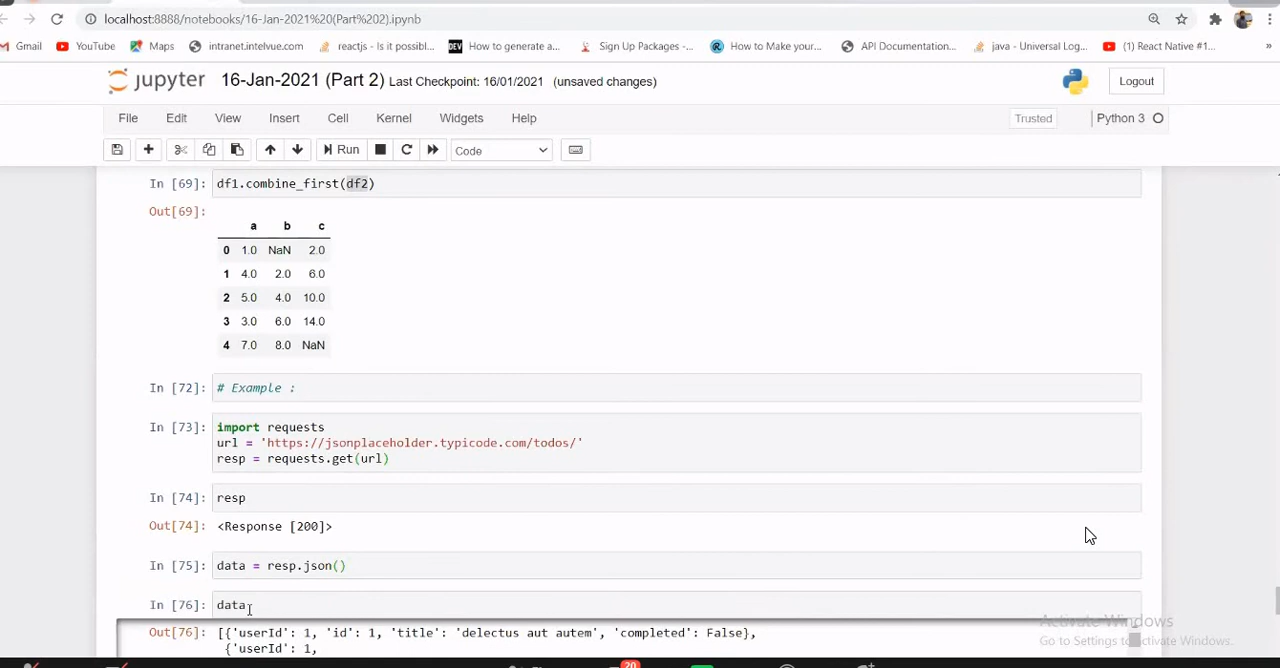 localhost:8888/notebooks/16-Jan-2021%20(Part%202).ipynb
Gmail YouTube Maps intranet.intelvue.com reactjs - Is it possibl... DEV How to generate a... Sign Up Packages -... How to Make your... API Documentation... java - Universal Log... (1) React Native #1... »
jupyter 16-Jan-2021 (Part 2) Last Checkpoint: 16/01/2021 (unsaved changes) Logout
File Edit View Insert Cell Kernel Widgets Help Trusted Python 3
Run Code
In [69]: df1.combine_first(df2)
Out[69]:
a b c
0 1.0 NaN 2.0
1 4.0 2.0 6.0
2 5.0 4.0 10.0
3 3.0 6.0 14.0
4 7.0 8.0 NaN
In [72]: # Example :
In [73]: import requests
url = 'https://jsonplaceholder.typicode.com/todos/'
resp = requests.get(url)
In [74]: resp
Out[74]: <Response [200]>
In [75]: data = resp.json()
In [76]: data
Activate Windows
Out[76]: [{'userId': 1, 'id': 1, 'title': 'delectus aut autem', 'completed': False},
Go to Settings to activate Windows.
{'userId': 1,
20